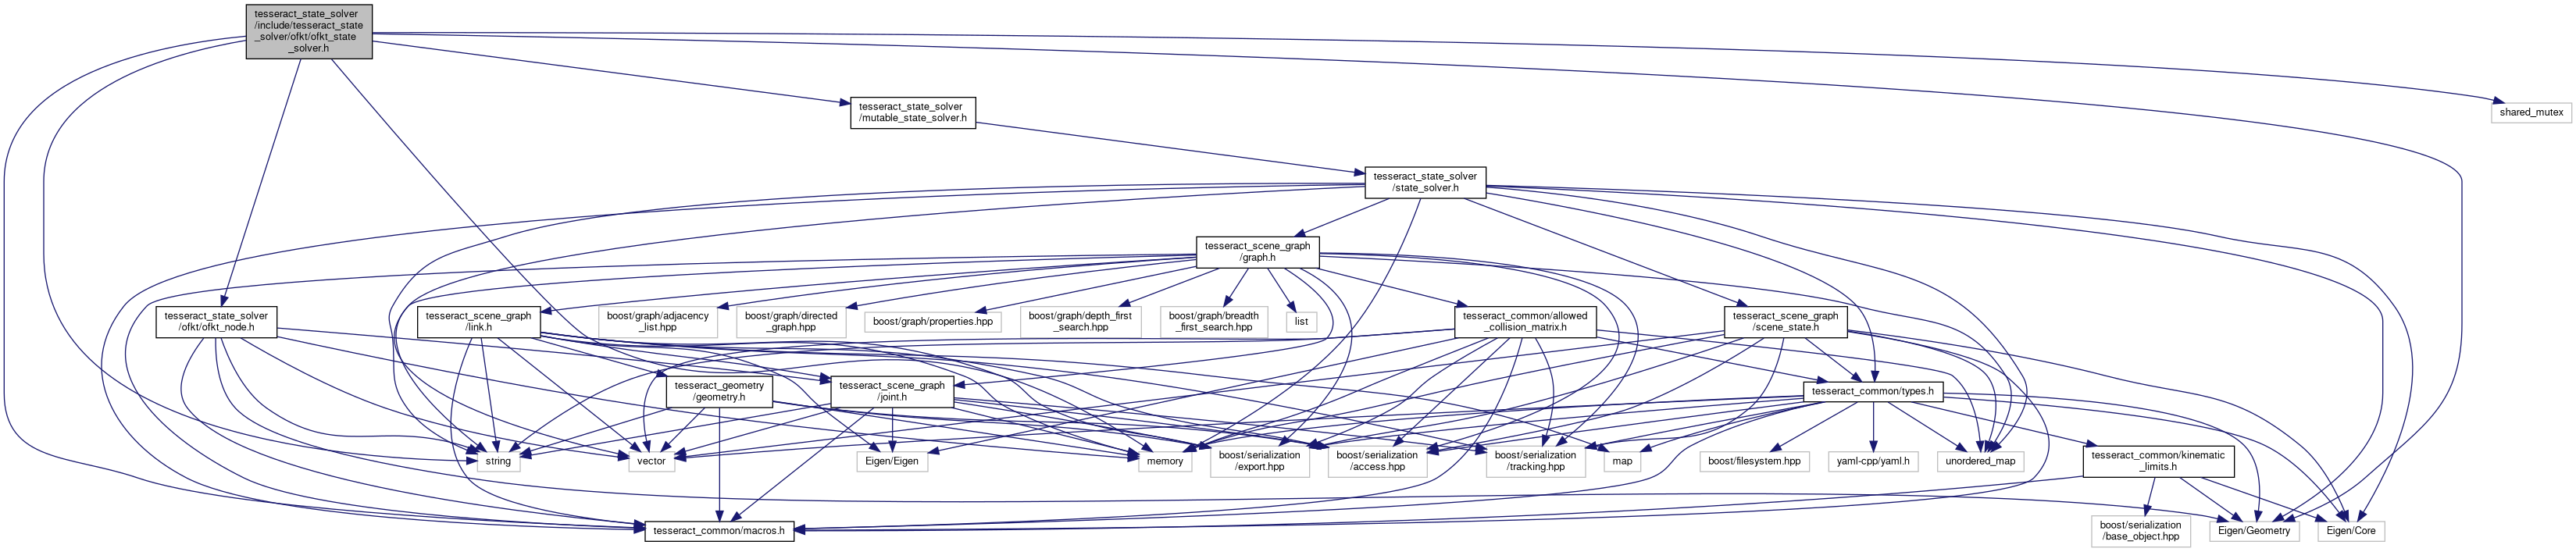 tesseract_state_solver
/include/tesseract_state
_solver/ofkt/ofkt_state
_solver.h
tesseract_state_solver
/mutable_state_solver.h
shared_mutex
tesseract_state_solver
/state_solver.h
tesseract_scene_graph
/graph.h
tesseract_state_solver
/ofkt/ofkt_node.h
tesseract_scene_graph
/link.h
boost/graph/adjacency
_list.hpp
boost/graph/directed
_graph.hpp
boost/graph/properties.hpp
boost/graph/depth_first
_search.hpp
boost/graph/breadth
_first_search.hpp
list
tesseract_common/allowed
_collision_matrix.h
tesseract_scene_graph
/scene_state.h
tesseract_geometry
/geometry.h
tesseract_scene_graph
/joint.h
tesseract_common/types.h
string
vector
Eigen/Eigen
memory
boost/serialization
/export.hpp
boost/serialization
/access.hpp
boost/serialization
/tracking.hpp
map
boost/filesystem.hpp
yaml-cpp/yaml.h
unordered_map
tesseract_common/kinematic
_limits.h
tesseract_common/macros.h
boost/serialization
/base_object.hpp
Eigen/Geometry
Eigen/Core